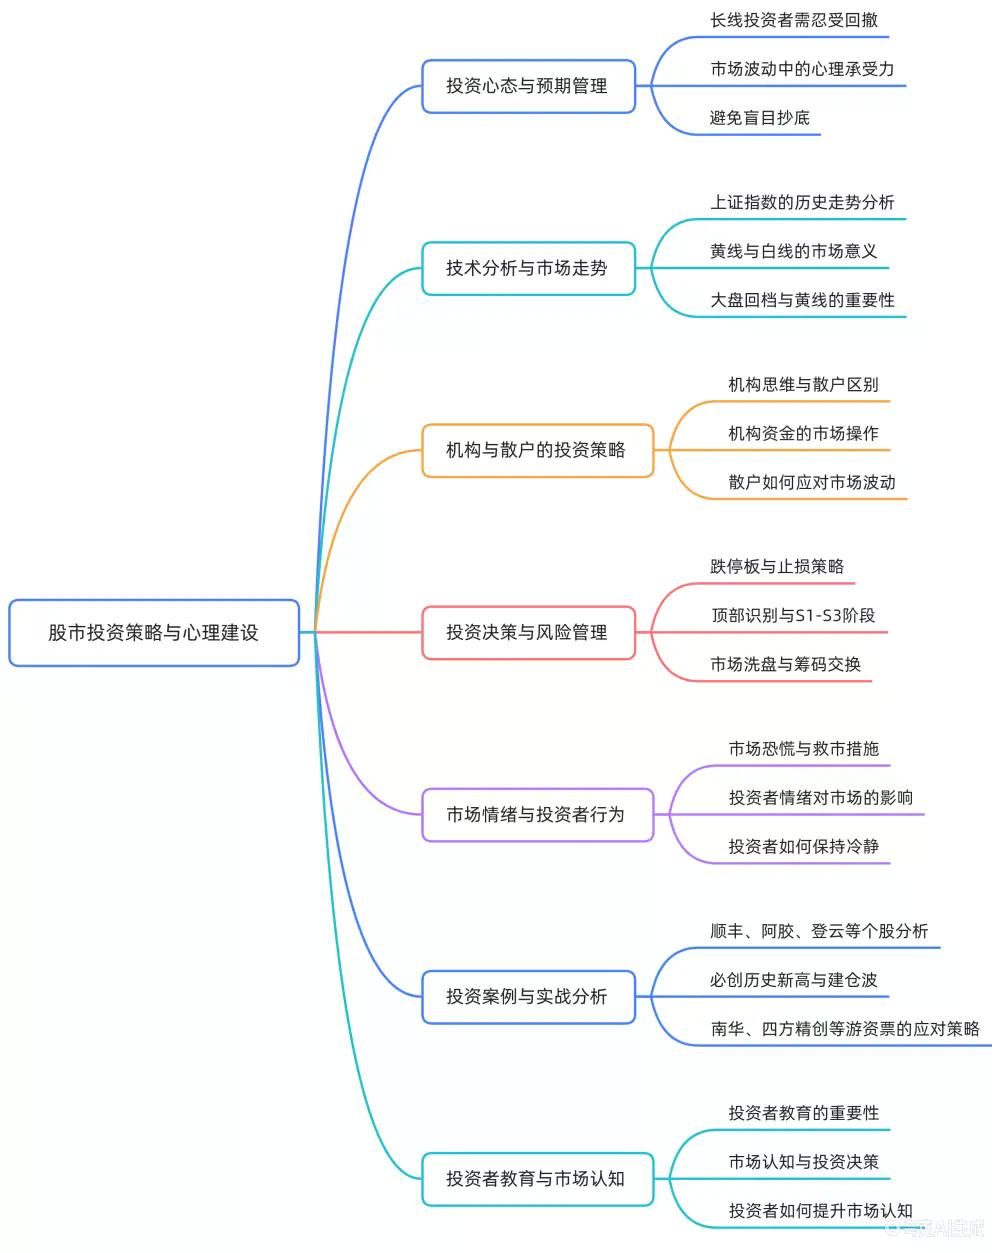 股市投资策略与心理建设
投资心态与预期管理
长线投资者需忍受回撤
市场波动中的心理承受力
避免盲目抄底
技术分析与市场走势
上证指数的历史走势分析
黄线与白线的市场意义
大盘回档与黄线的重要性
机构与散户的投资策略
机构思维与散户区别
机构资金的市场操作
散户如何应对市场波动
投资决策与风险管理
跌停板与止损策略
顶部识别与S1-S3阶段
市场洗盘与筹码交换
市场情绪与投资者行为
市场恐慌与救市措施
投资者情绪对市场的影响
投资者如何保持冷静
投资案例与实战分析
顺丰、阿胶、登云等个股分析
必创历史新高与建仓波
南华、四方精创等游资票的应对策略
投资者教育与市场认知
投资者教育的重要性
市场认知与投资决策
投资者如何提升市场认知
AI生成